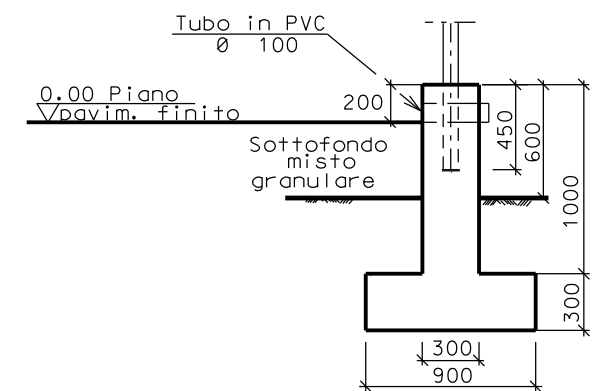 Tubo in PVC
Ø 100
0.00 Piano
pavim. finito
200
Sottofondo
misto
granulare
450
600
1000
300
300
900